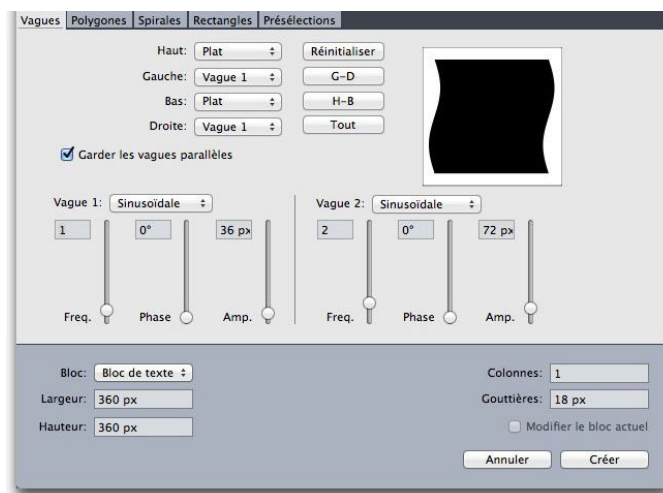 Vagues Polygones Spirales Rectangles Présélections
Haut: Plat Réinitialiser
Gauche: Vague 1 G-D
Bas: Plat H-B
Droite: Vague 1 Tout
Garder les vagues parallèles
Vague 1: Sinusoïdale Vague 2: Sinusoïdale
1 0° 36 px 2 0° 72 px
Freq. Phase Amp. Freq. Phase Amp.
Bloc: Bloc de texte Colonnes: 1
Largeur: 360 px Gouttières: 18 px
Hauteur: 360 px Modifier le bloc actuel
Annuler Créer